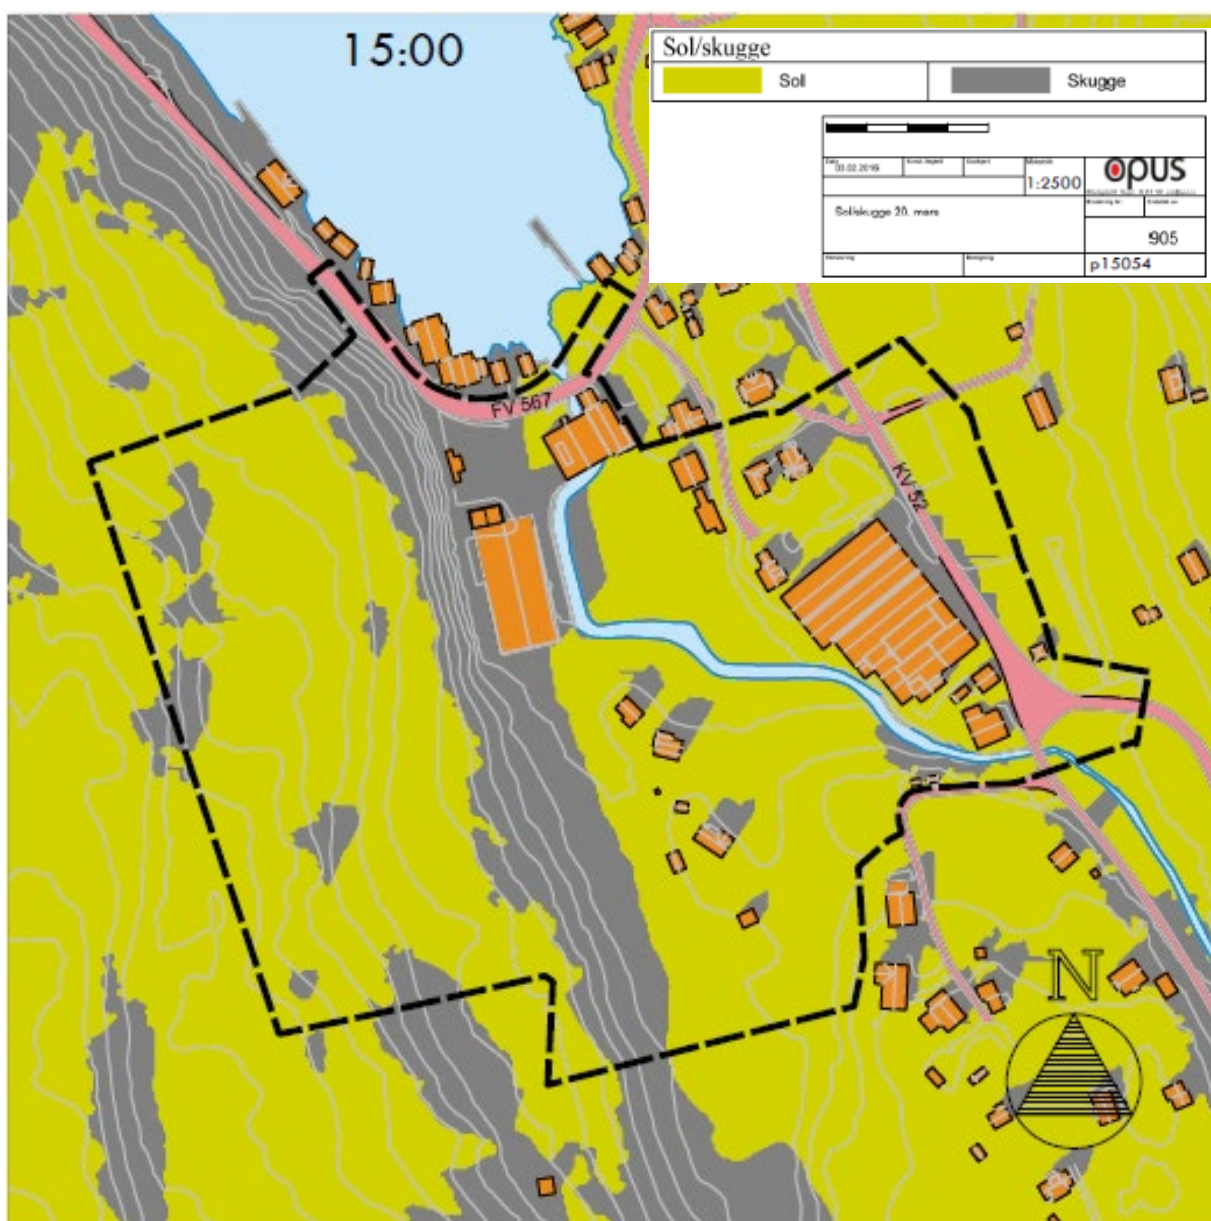 15:00
Sol/skugge
Sol
Skugge
03.02.2016
1:2500
opus
Sol/skugge 20. mars
905
p15054
FV 567
KV 52
N